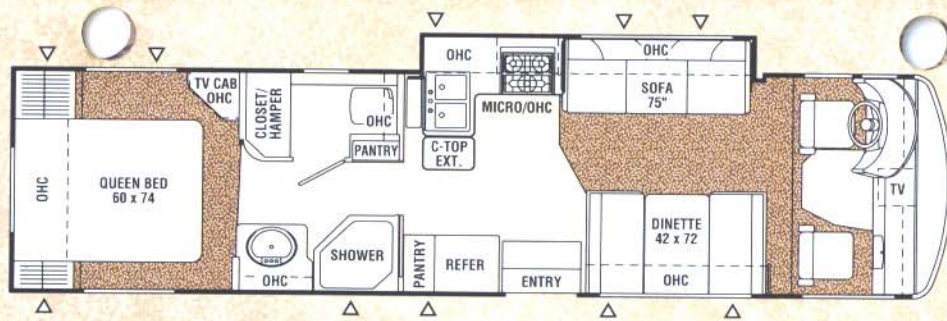 OHC
QUEEN BED
60 x 74
TV CAB
OHC
CLOSET/
HAMPER
OHC
PANTRY
OHC
SHOWER
OHC
MICRO/OHC
C-TOP
EXT.
PANTRY
REFER
ENTRY
OHC
SOFA
75"
DINETTE
42 x 72
OHC
TV